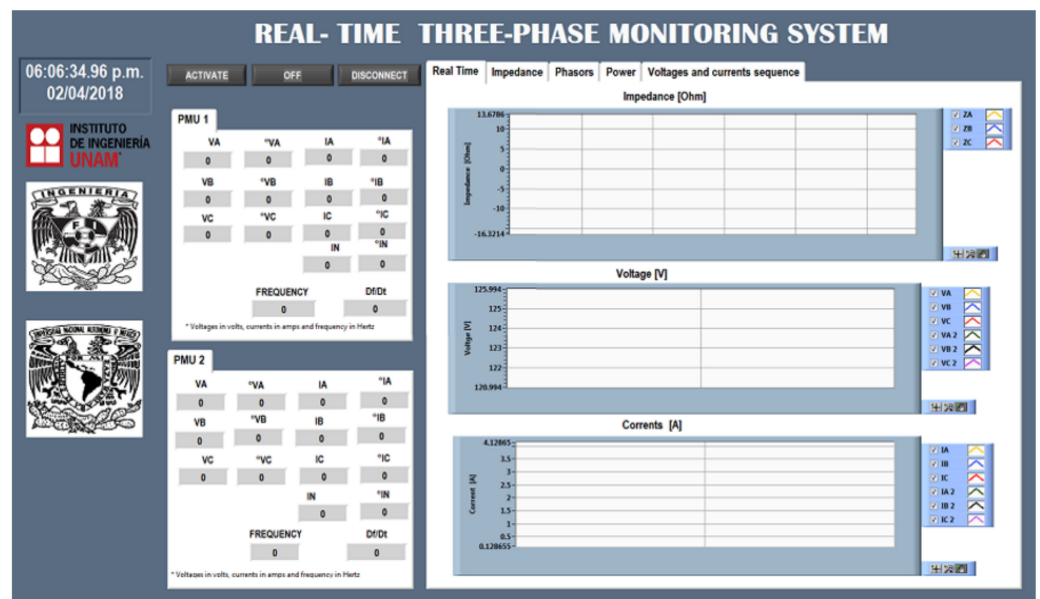 REAL- TIME THREE-PHASE MONITORING SYSTEM
06:06:34.96 p.m.
02/04/2018
INSTITUTO
DE INGENIERÍA
UNAM
INGENIERIA
ACTIVATE OFF DISCONNECT
PMU 1
VA °VA IA °IA
0 0 0 0
VB °VB IB °IB
0 0 0 0
VC °VC IC °IC
0 0 0 0
IN °IN
0 0
FREQUENCY Df/Dt
0 0
* Voltages in volts, currents in amps and frequency in Hertz
PMU 2
VA °VA IA °IA
0 0 0 0
VB °VB IB °IB
0 0 0 0
VC °VC IC °IC
0 0 0 0
IN °IN
0 0
FREQUENCY Df/Dt
0 0
* Voltages in volts, currents in amps and frequency in Hertz
Real Time Impedance Phasors Power Voltages and currents sequence
Impedance [Ohm]
Impedance [Ohm]
13.6786
10
5
0
-5
-10
-16.3214
ZA
ZB
ZC
Voltage [V]
Voltge [V]
125.994
125
124
123
122
120.994
VA
VB
VC
VA 2
VB 2
VC 2
Corrents [A]
Corrent [A]
4.12865
3.5
3
2.5
2
1.5
1
0.5
0.128655
IA
IB
IC
IA 2
IB 2
IC 2